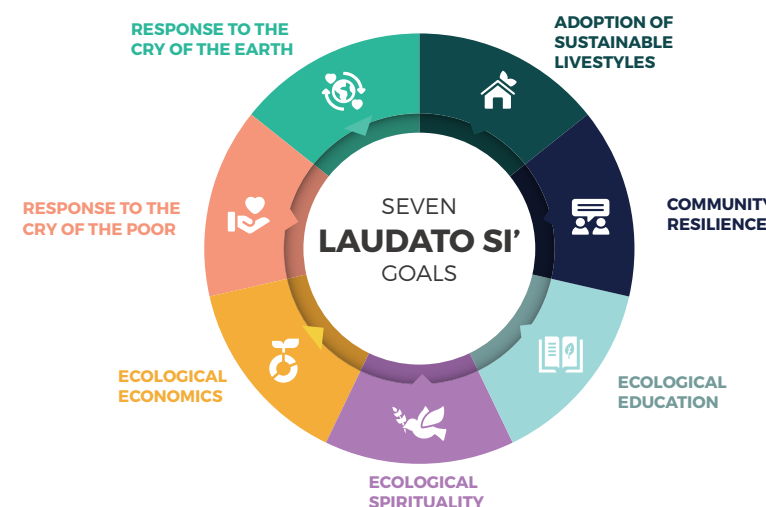 RESPONSE TO THE
CRY OF THE EARTH
ADOPTION OF
SUSTAINABLE
LIVESTYLES
RESPONSE TO THE
CRY OF THE POOR
SEVEN
LAUDATO SI’
GOALS
COMMUNITY
RESILIENCE
ECOLOGICAL
ECONOMICS
ECOLOGICAL
EDUCATION
ECOLOGICAL
SPIRITUALITY